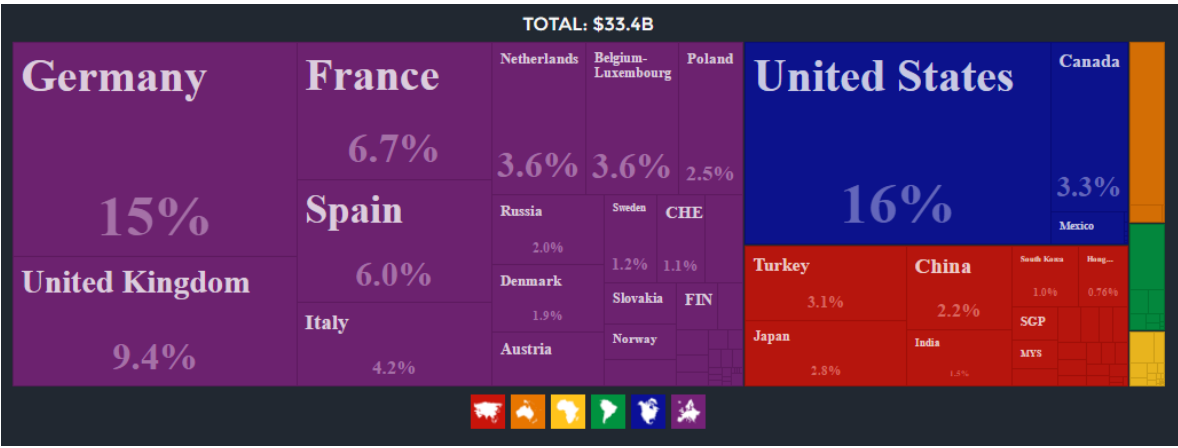 TOTAL: $33.4B
Germany
15%
United Kingdom
9.4%
France
6.7%
Spain
6.0%
Italy
4.2%
Netherlands
3.6%
Belgium-
Luxembourg
3.6%
Poland
2.5%
Russia
2.0%
Denmark
1.9%
Austria
Sweden
1.2%
CHE
1.1%
Slovakia
FIN
Norway
United States
16%
Canada
3.3%
Mexico
Turkey
3.1%
Japan
2.8%
China
2.2%
India
1.5%
South Korea
1.0%
Hong...
0.76%
SGP
MYS